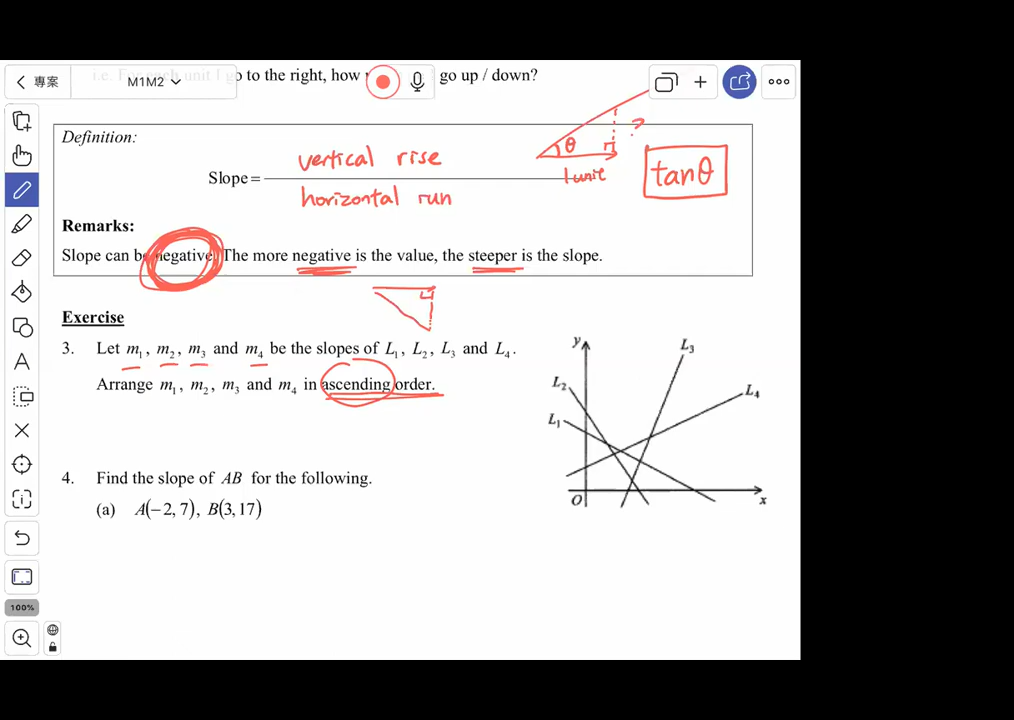 專案
M1M2
i.e. For each unit I go to the right, how go up / down?
Definition:
Slope = vertical rise
horizontal run
θ
?
1 unit
tanθ
Remarks:
Slope can be negative. The more negative is the value, the steeper is the slope.
Exercise
3. Let m₁, m₂, m₃ and m₄ be the slopes of L₁, L₂, L₃ and L₄.
Arrange m₁, m₂, m₃ and m₄ in ascending order.
y
L₃
L₂
L₄
L₁
O
x
4. Find the slope of AB for the following.
(a) A(−2, 7), B(3, 17)
A
100%